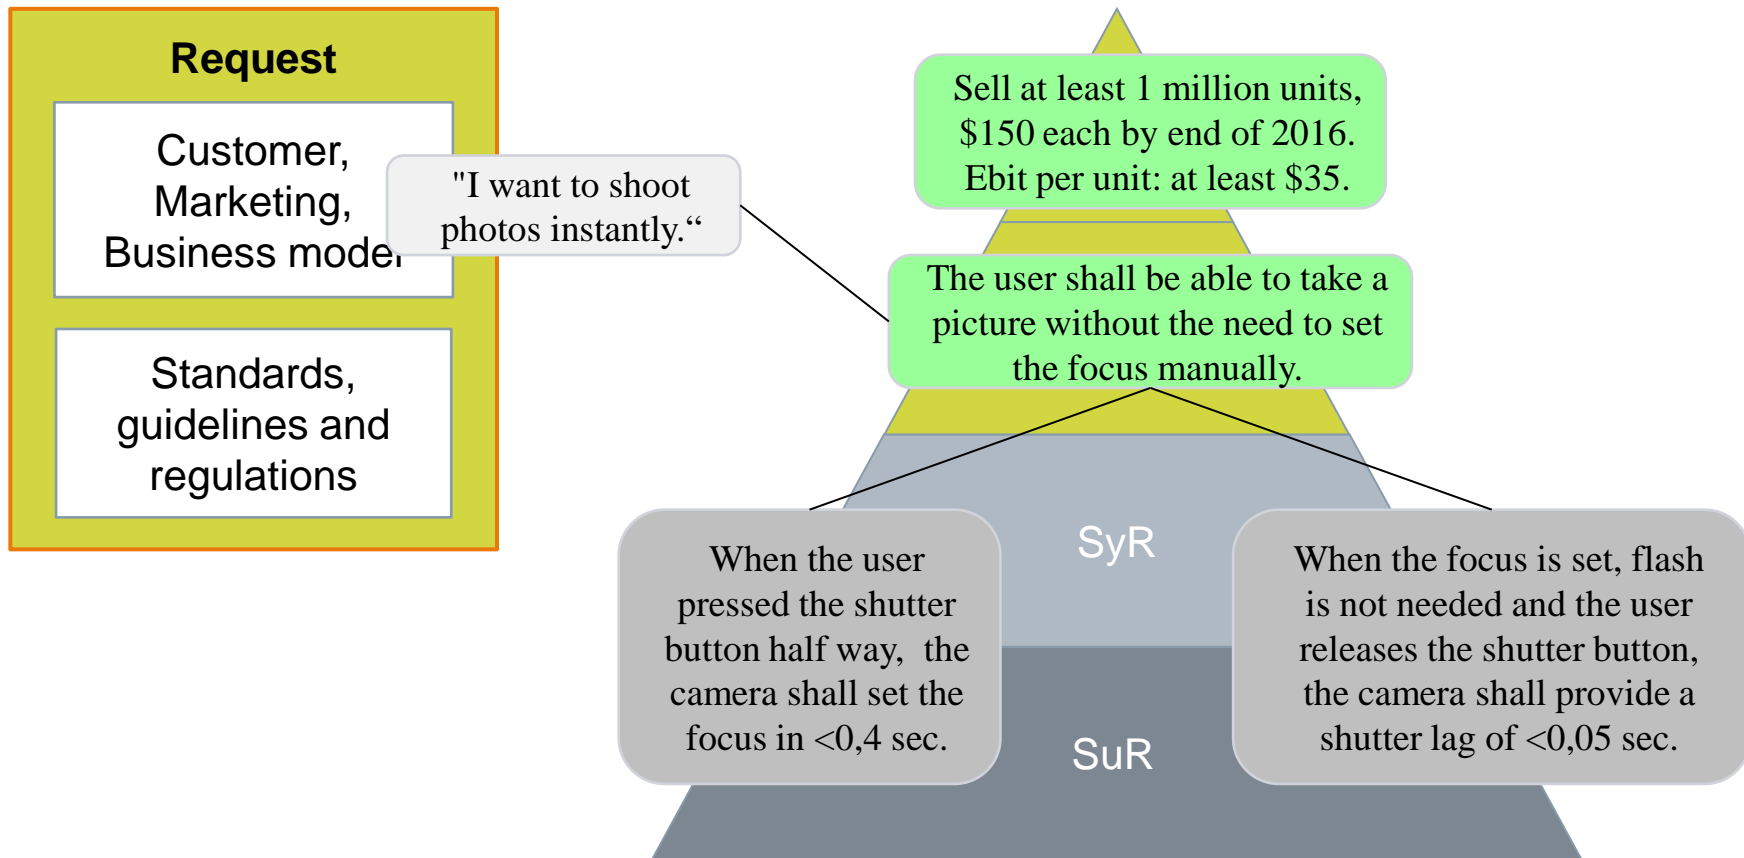 Request
Customer,
Marketing,
Business model
Standards,
guidelines and
regulations
"I want to shoot
photos instantly.“
Sell at least 1 million units,
$150 each by end of 2016.
Ebit per unit: at least $35.
The user shall be able to take a
picture without the need to set
the focus manually.
SyR
When the user
pressed the shutter
button half way,  the
camera shall set the
focus in <0,4 sec.
When the focus is set, flash
is not needed and the user
releases the shutter button,
the camera shall provide a
shutter lag of <0,05 sec.
SuR